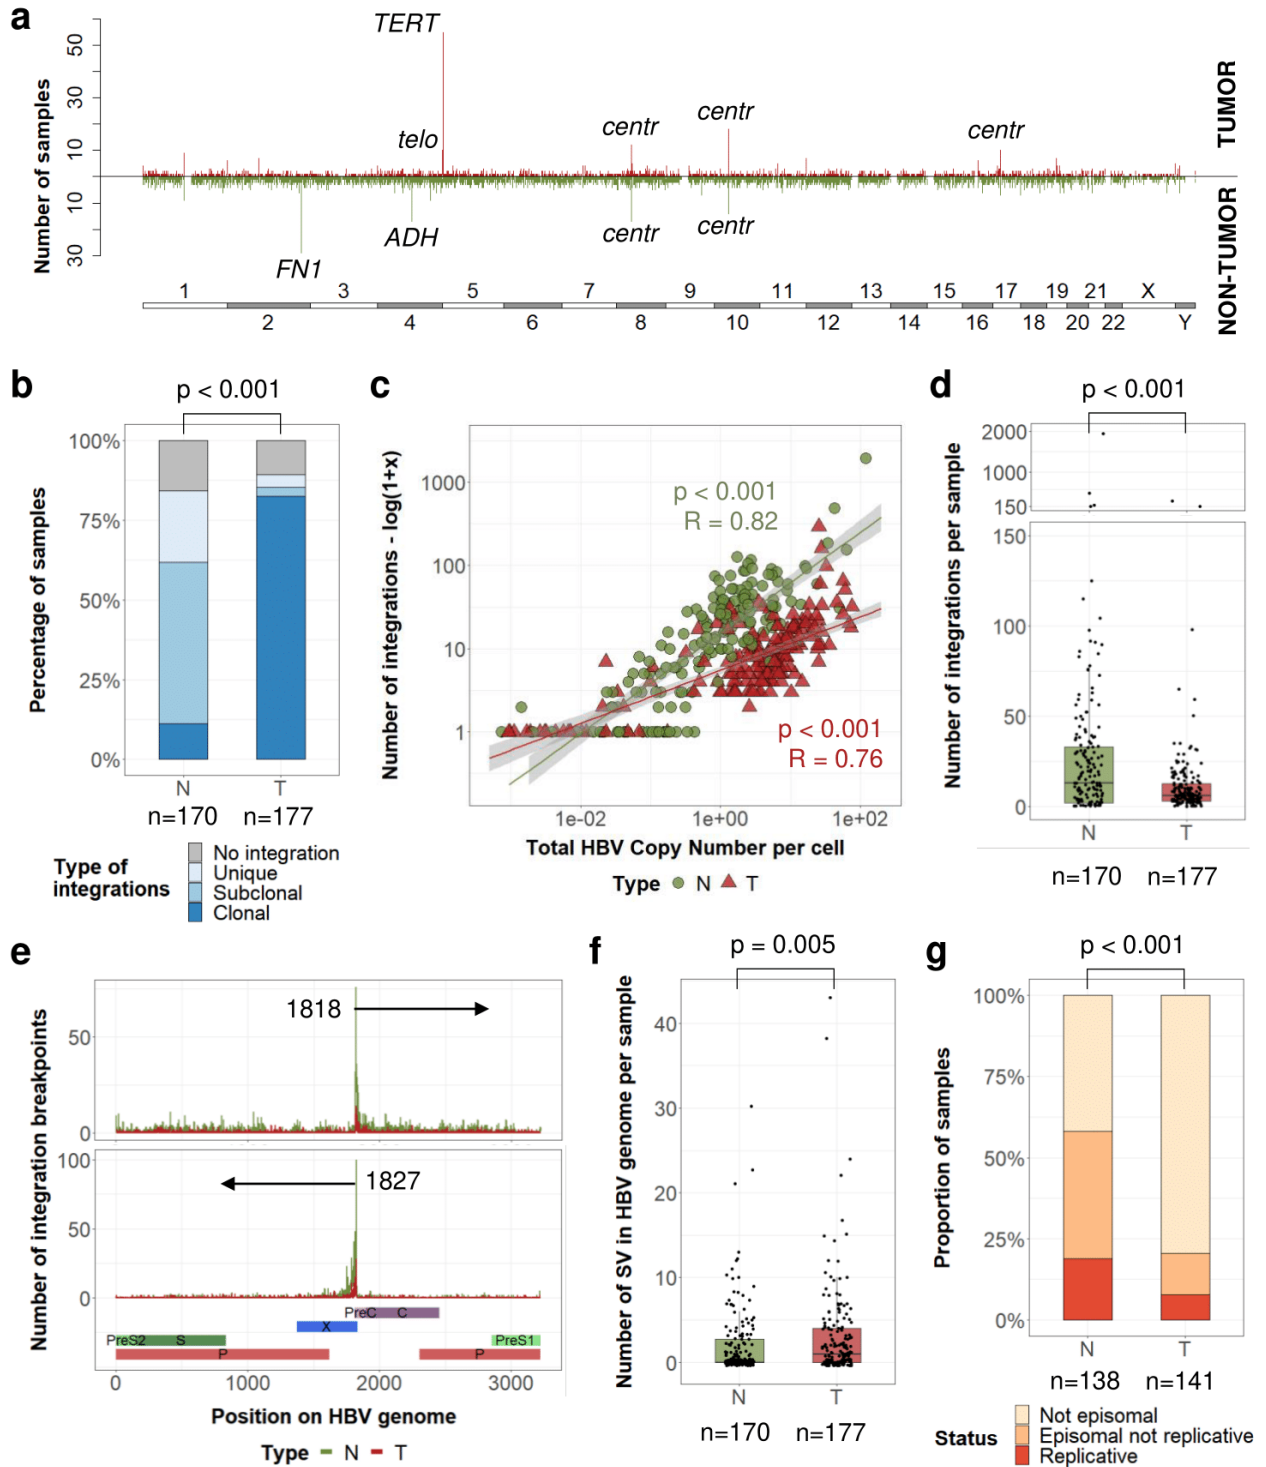 a
TERT
telo
centr
centr
centr
50
30
10
10
30
Number of samples
TUMOR
NON-TUMOR
FN1
ADH
centr
centr
1 3 5 7 9 11 13 15 17 19 21 X
2 4 6 8 10 12 14 16 18 20 22 Y
b
p < 0.001
100%
75%
50%
25%
0%
Percentage of samples
N T
n=170 n=177
Type of integrations
No integration
Unique
Subclonal
Clonal
c
Number of integrations - log(1+x)
1000
100
10
1
p < 0.001
R = 0.82
p < 0.001
R = 0.76
1e-02 1e+00 1e+02
Total HBV Copy Number per cell
Type N T
d
p < 0.001
2000
1000
150
150
100
50
0
Number of integrations per sample
N T
n=170 n=177
e
Number of integration breakpoints
50
0
1818
100
50
0
1827
PreC C
X
PreS2 S PreS1
P P
0 1000 2000 3000
Position on HBV genome
Type N T
f
p = 0.005
Number of SV in HBV genome per sample
40
30
20
10
0
N T
n=170 n=177
g
p < 0.001
Proportion of samples
100%
75%
50%
25%
0%
N T
n=138 n=141
Status
Not episomal
Episomal not replicative
Replicative